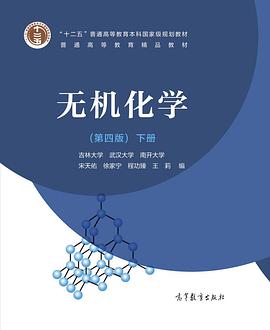 “十二五”普通高等教育本科国家级规划教材
普通高等教育精品教材
无机化学
（第四版）下册
吉林大学 武汉大学 南开大学
宋天佑 徐家宁 程功臻 王莉 编
高等教育出版社